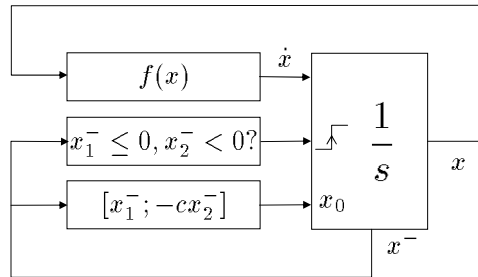 f(x)
ẋ
x₁⁻ ≤ 0, x₂⁻ < 0?
1/s
x
[x₁⁻; −cx₂⁻]
x₀
x⁻